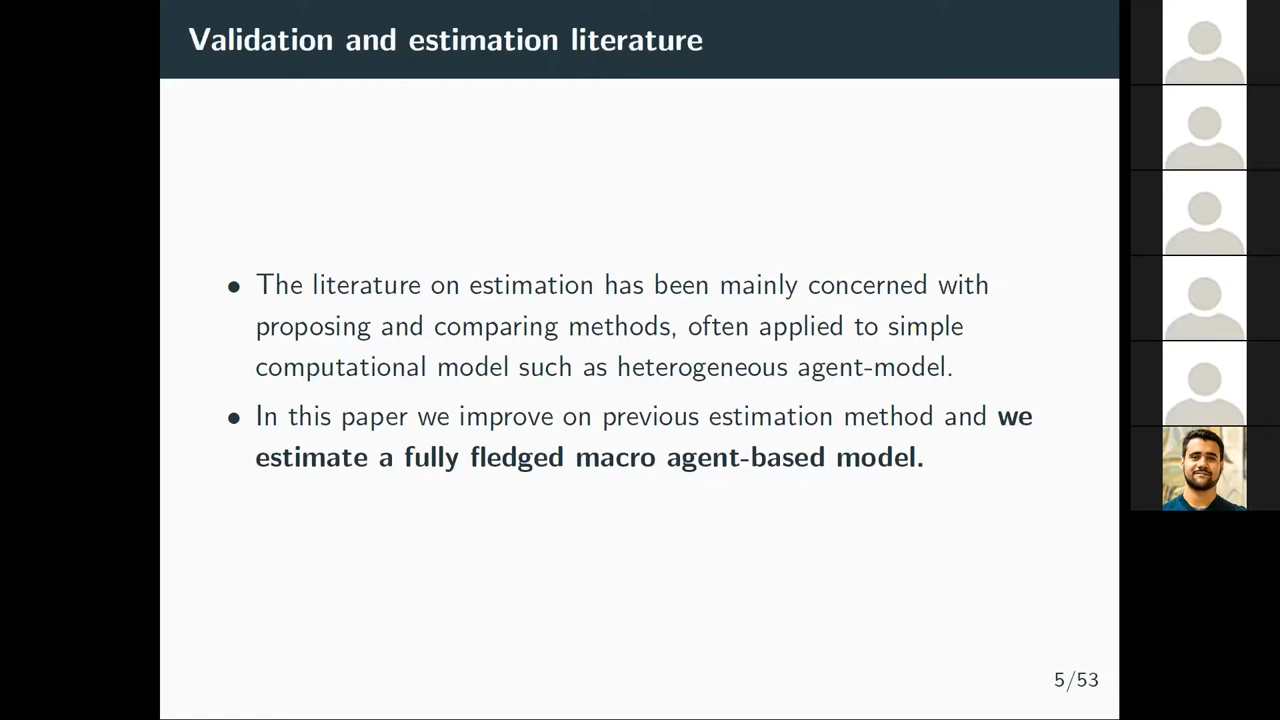 Validation and estimation literature
• The literature on estimation has been mainly concerned with
proposing and comparing methods, often applied to simple
computational model such as heterogeneous agent-model.
• In this paper we improve on previous estimation method and we
estimate a fully fledged macro agent-based model.
5/53